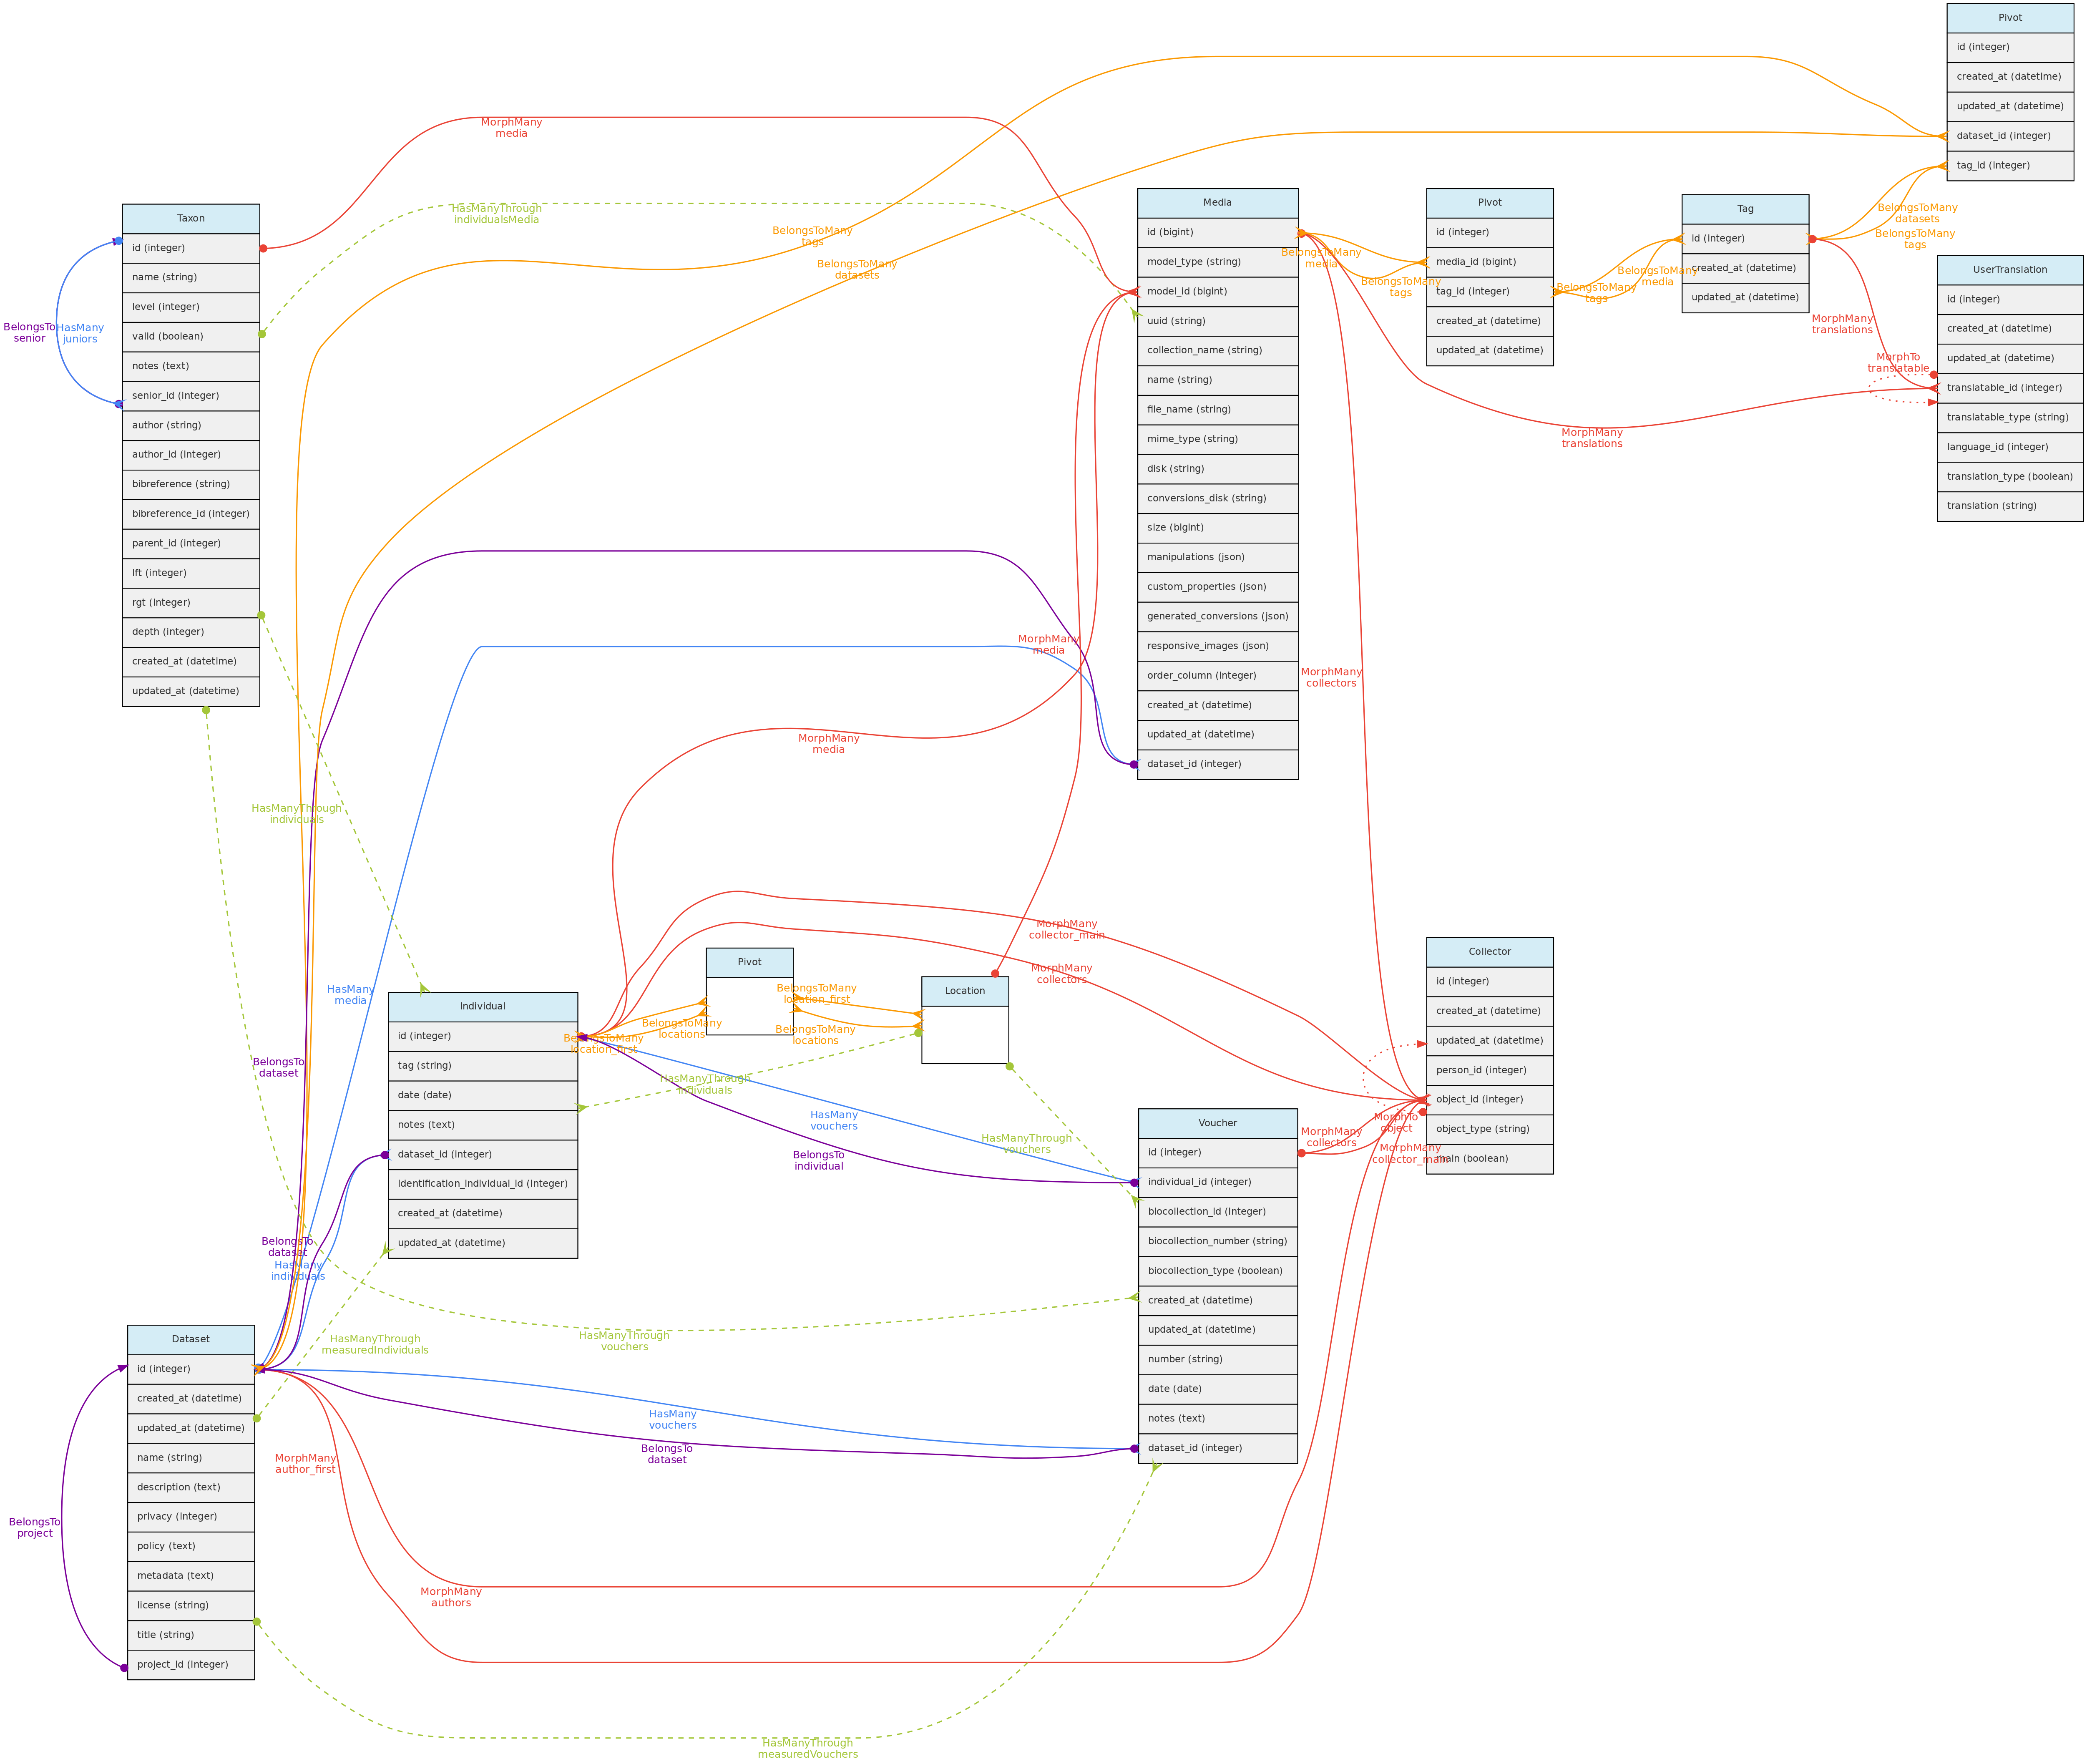 Pivot
id (integer)
created_at (datetime)
updated_at (datetime)
dataset_id (integer)
tag_id (integer)
MorphMany
media
HasManyThrough
individualsMedia
BelongsToMany
tags
BelongsToMany
datasets
Taxon
id (integer)
name (string)
level (integer)
valid (boolean)
notes (text)
senior_id (integer)
author (string)
author_id (integer)
bibreference (string)
bibreference_id (integer)
parent_id (integer)
lft (integer)
rgt (integer)
depth (integer)
created_at (datetime)
updated_at (datetime)
BelongsTo
senior
HasMany
juniors
Media
id (bigint)
model_type (string)
model_id (bigint)
uuid (string)
collection_name (string)
name (string)
file_name (string)
mime_type (string)
disk (string)
conversions_disk (string)
size (bigint)
manipulations (json)
custom_properties (json)
generated_conversions (json)
responsive_images (json)
order_column (integer)
created_at (datetime)
updated_at (datetime)
dataset_id (integer)
BelongsToMany
media
BelongsToMany
tags
Pivot
id (integer)
media_id (bigint)
tag_id (integer)
created_at (datetime)
updated_at (datetime)
BelongsToMany
tags
BelongsToMany
media
Tag
id (integer)
created_at (datetime)
updated_at (datetime)
BelongsToMany
datasets
BelongsToMany
tags
MorphMany
translations
MorphTo
translatable
MorphMany
translations
UserTranslation
id (integer)
created_at (datetime)
updated_at (datetime)
translatable_id (integer)
translatable_type (string)
language_id (integer)
translation_type (boolean)
translation (string)
MorphMany
media
MorphMany
media
MorphMany
collectors
HasManyThrough
individuals
HasMany
media
BelongsTo
dataset
MorphMany
collector_main
MorphMany
collectors
Individual
id (integer)
tag (string)
date (date)
notes (text)
dataset_id (integer)
identification_individual_id (integer)
created_at (datetime)
updated_at (datetime)
BelongsToMany
location_first
BelongsToMany
locations
Pivot
BelongsToMany
location_first
BelongsToMany
locations
Location
HasManyThrough
individuals
HasMany
vouchers
BelongsTo
individual
HasManyThrough
vouchers
Collector
id (integer)
created_at (datetime)
updated_at (datetime)
person_id (integer)
object_id (integer)
object_type (string)
main (boolean)
MorphTo
object
MorphMany
collectors
MorphMany
collector_main
Voucher
id (integer)
individual_id (integer)
biocollection_id (integer)
biocollection_number (string)
biocollection_type (boolean)
created_at (datetime)
updated_at (datetime)
number (string)
date (date)
notes (text)
dataset_id (integer)
BelongsTo
dataset
HasMany
individuals
HasManyThrough
measuredIndividuals
HasManyThrough
vouchers
Dataset
id (integer)
created_at (datetime)
updated_at (datetime)
name (string)
description (text)
privacy (integer)
policy (text)
metadata (text)
license (string)
title (string)
project_id (integer)
BelongsTo
project
HasMany
vouchers
BelongsTo
dataset
MorphMany
author_first
MorphMany
authors
HasManyThrough
measuredVouchers